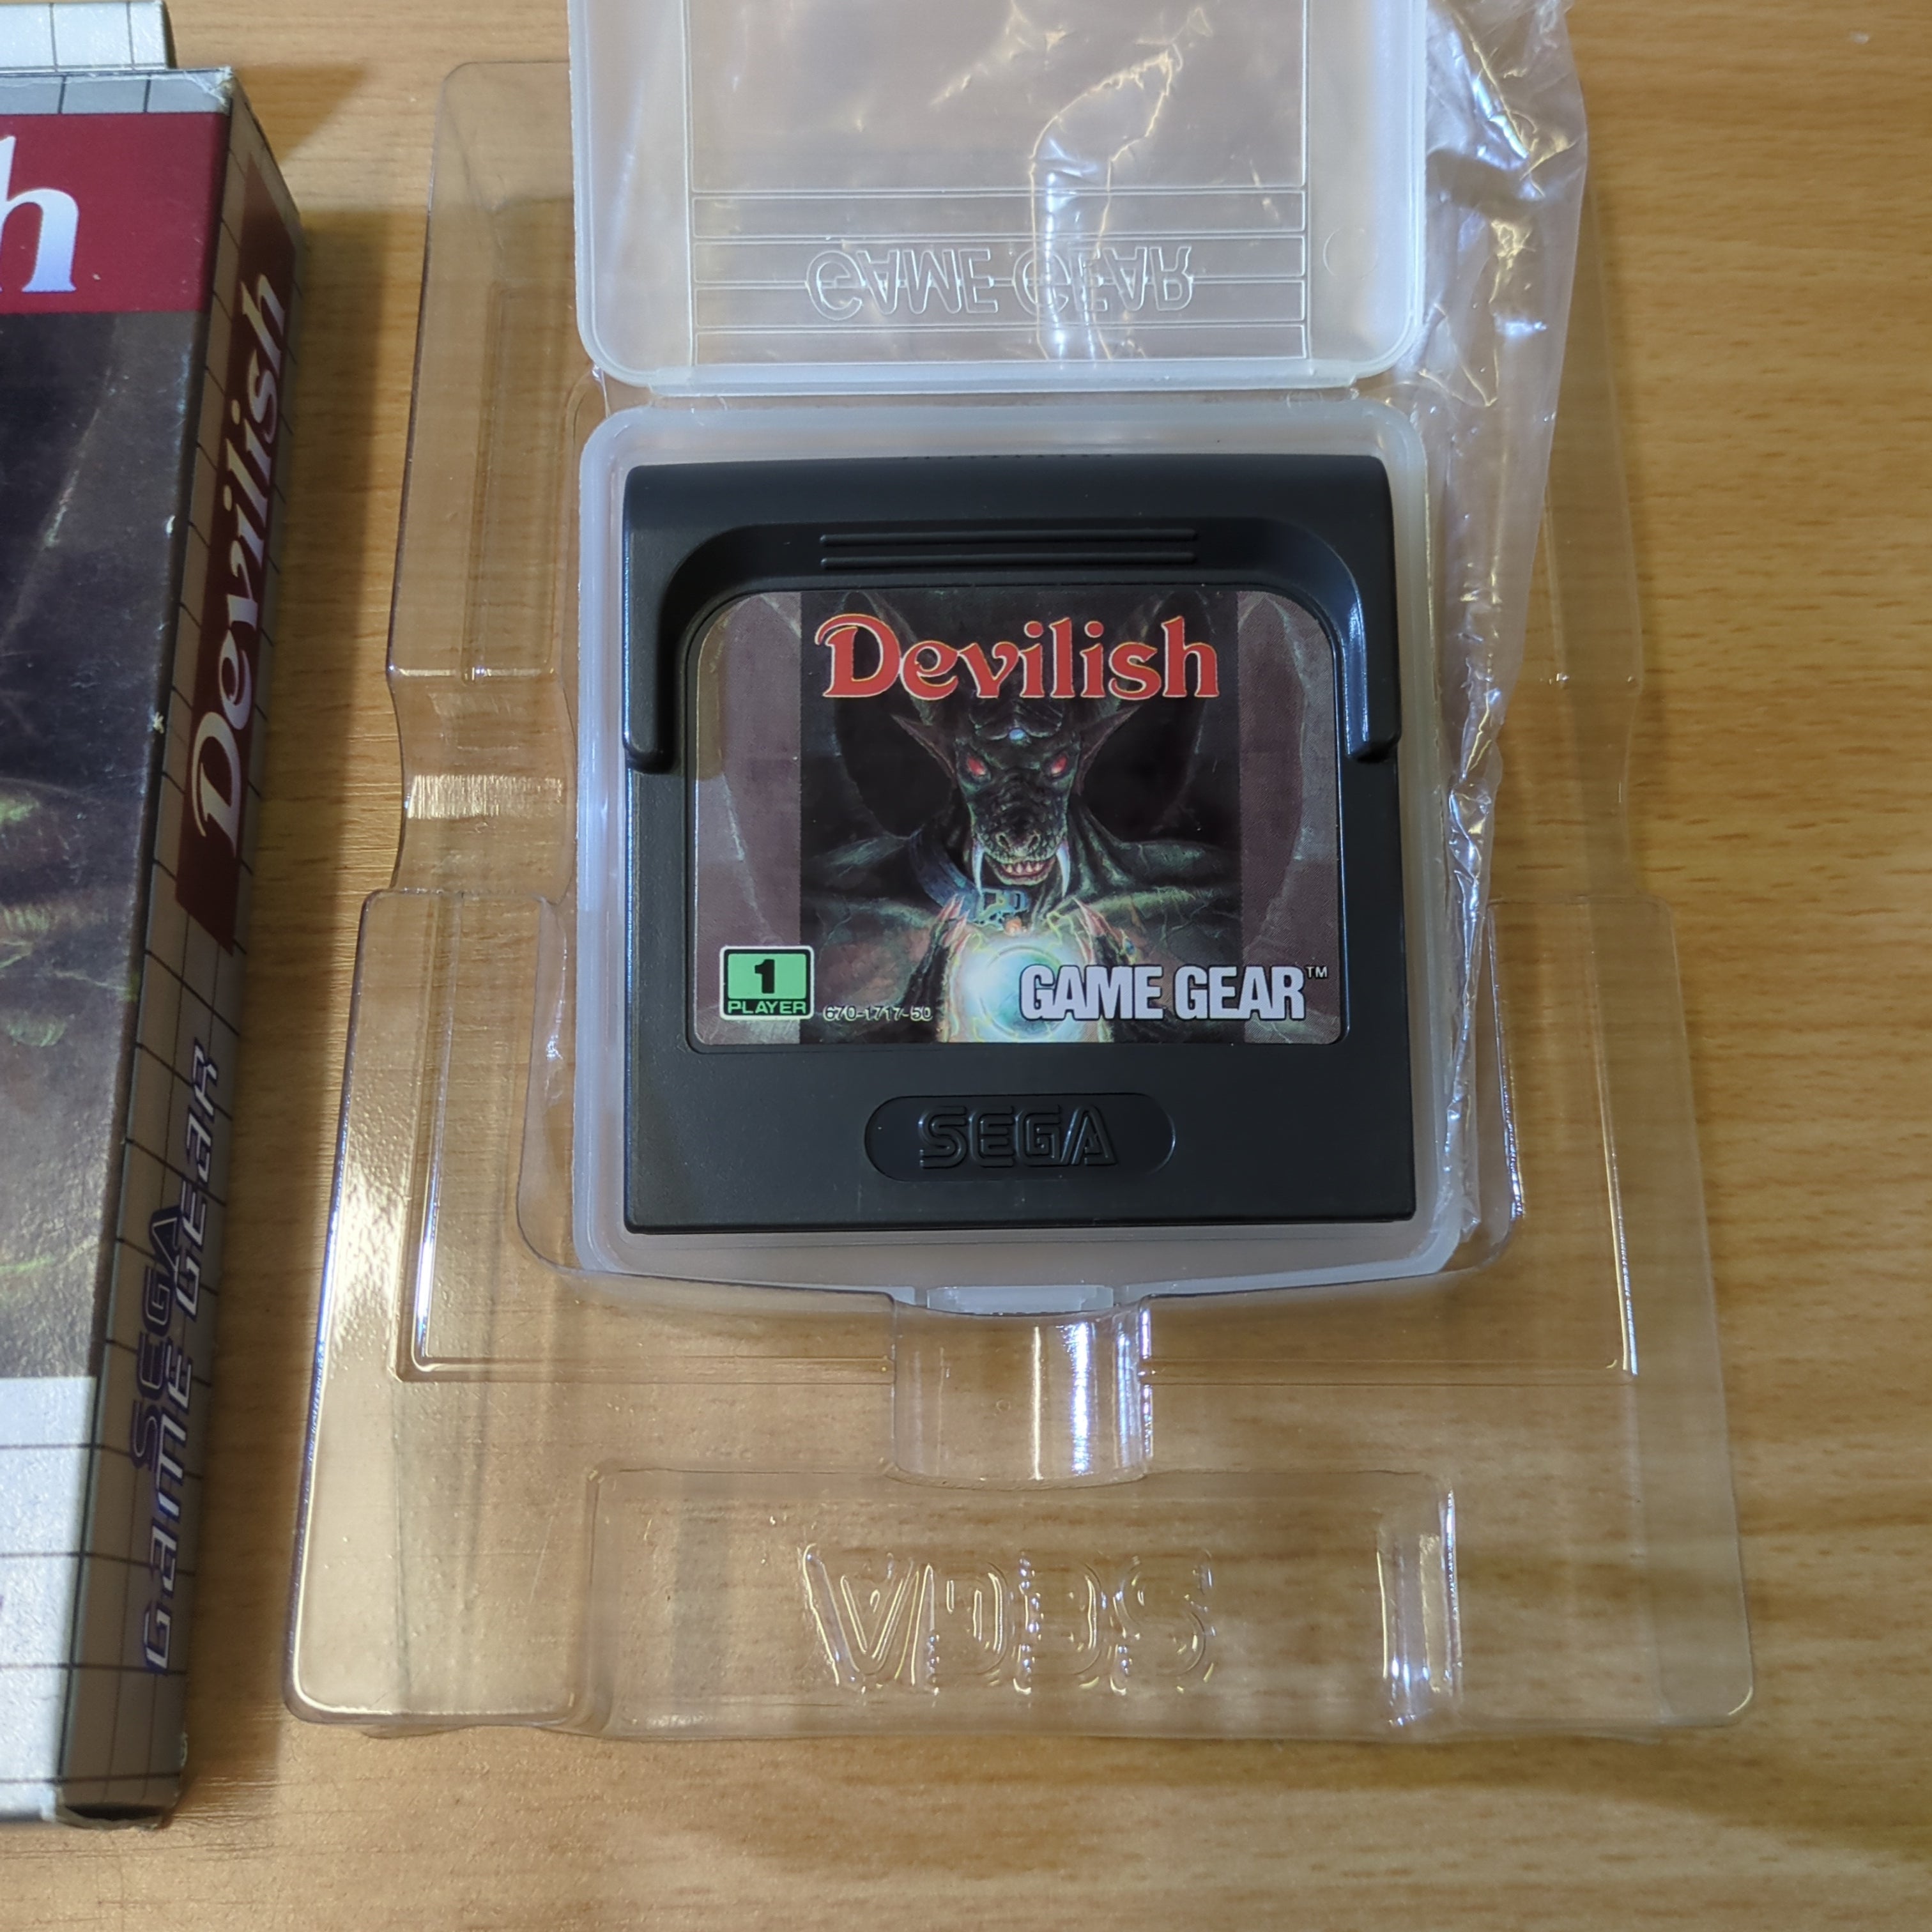 h
Devilish
SEGA
GAME GEAR
GAME GEAR
Devilish
1
PLAYER
670-1717-50
GAME GEAR™
SEGA
SEGA